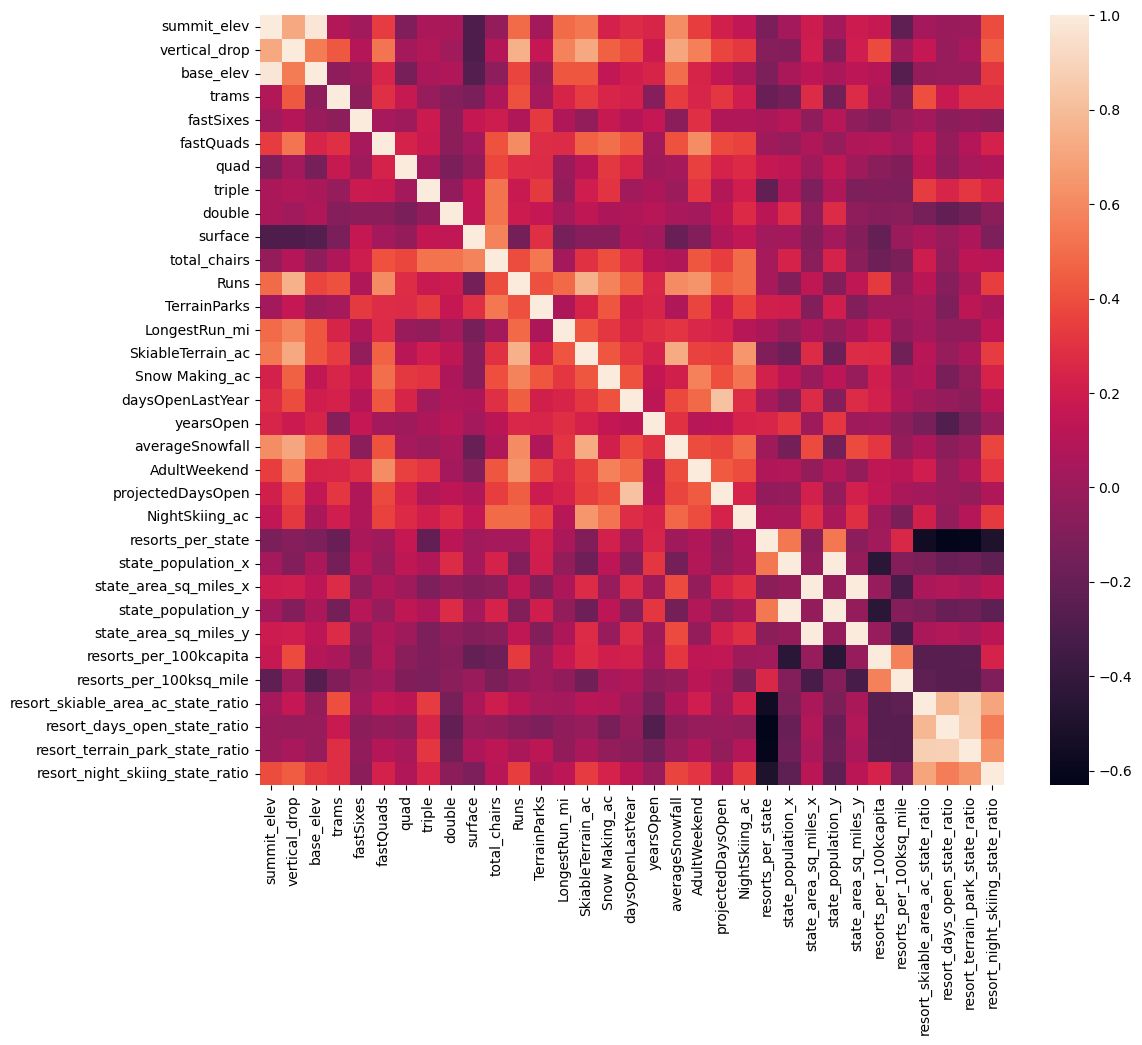 summit_elev
vertical_drop
base_elev
trams
fastSixes
fastQuads
quad
triple
double
surface
total_chairs
Runs
TerrainParks
LongestRun_mi
SkiableTerrain_ac
Snow Making_ac
daysOpenLastYear
yearsOpen
averageSnowfall
AdultWeekend
projectedDaysOpen
NightSkiing_ac
resorts_per_state
state_population_x
state_area_sq_miles_x
state_population_y
state_area_sq_miles_y
resorts_per_100kcapita
resorts_per_100ksq_mile
resort_skiable_area_ac_state_ratio
resort_days_open_state_ratio
resort_terrain_park_state_ratio
resort_night_skiing_state_ratio
summit_elev
vertical_drop
base_elev
trams
fastSixes
fastQuads
quad
triple
double
surface
total_chairs
Runs
TerrainParks
LongestRun_mi
SkiableTerrain_ac
Snow Making_ac
daysOpenLastYear
yearsOpen
averageSnowfall
AdultWeekend
projectedDaysOpen
NightSkiing_ac
resorts_per_state
state_population_x
state_area_sq_miles_x
state_population_y
state_area_sq_miles_y
resorts_per_100kcapita
resorts_per_100ksq_mile
resort_skiable_area_ac_state_ratio
resort_days_open_state_ratio
resort_terrain_park_state_ratio
resort_night_skiing_state_ratio
1.0
0.8
0.6
0.4
0.2
0.0
−0.2
−0.4
−0.6